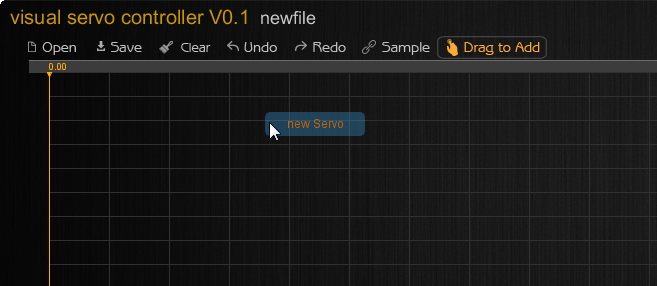 visual servo controller V0.1 newfile
Open Save Clear Undo Redo Sample Drag to Add
0.00
new Servo